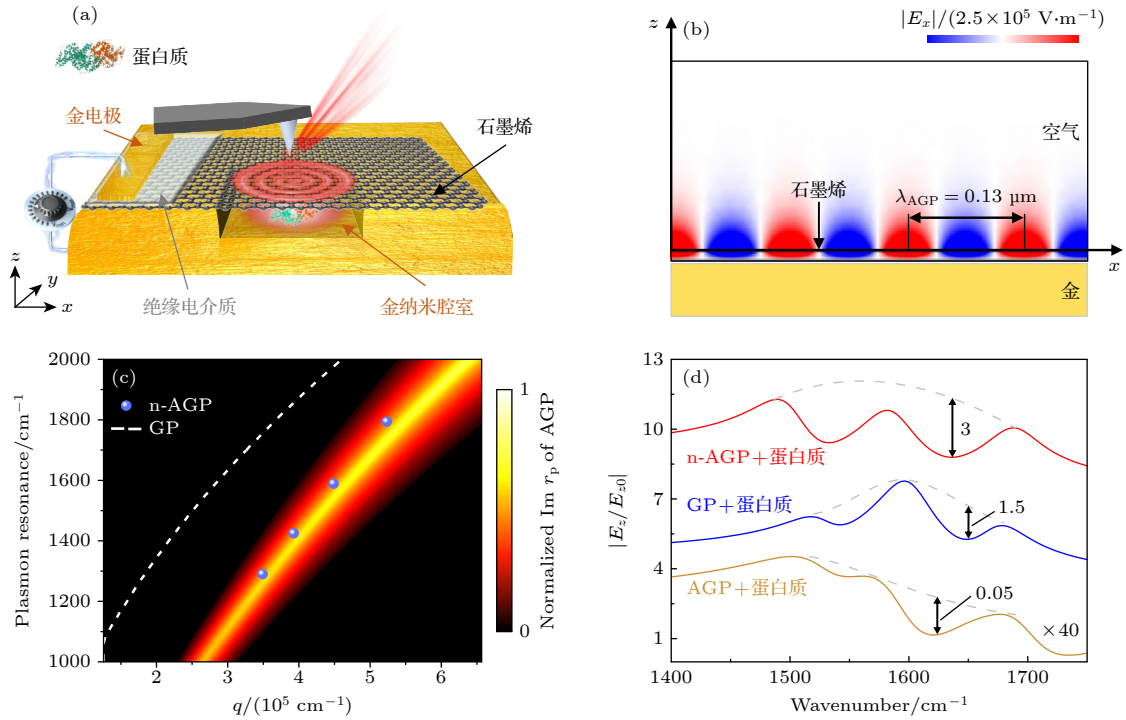 (a)
蛋白质
金电极
石墨烯
z
y
x
绝缘电介质
金纳米腔室
(b)
z
|Ex|/(2.5×10⁵ V·m⁻¹)
空气
石墨烯
λAGP = 0.13 µm
x
金
(c)
n-AGP
GP
2000
1800
1600
1400
1200
1000
Plasmon resonance/cm⁻¹
2 3 4 5 6
q/(10⁵ cm⁻¹)
1
0
Normalized Im rp of AGP
(d)
13
10
7
4
1
|Ez/Ez0|
3
n-AGP+蛋白质
GP+蛋白质
1.5
AGP+蛋白质
0.05
×40
1400 1500 1600 1700
Wavenumber/cm⁻¹